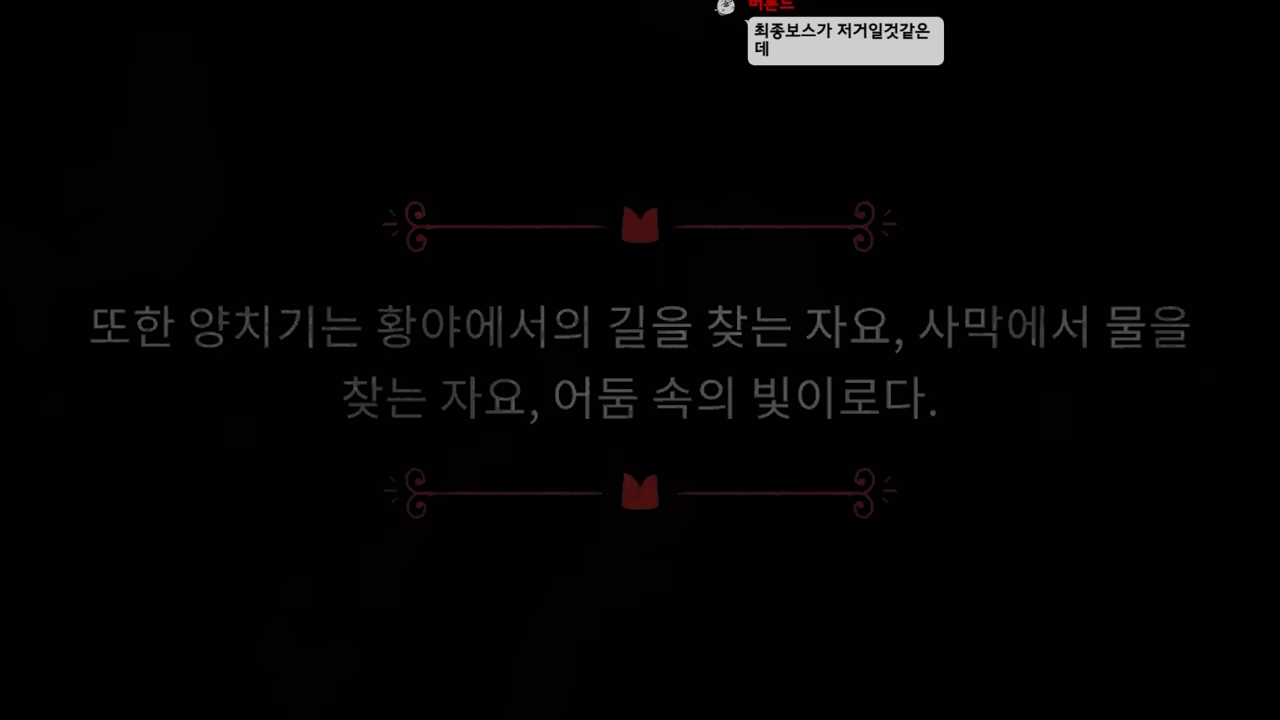 최종보스가 저거일것같은
데
또한 양치기는 황야에서의 길을 찾는 자요, 사막에서 물을
찾는 자요, 어둠 속의 빛이로다.